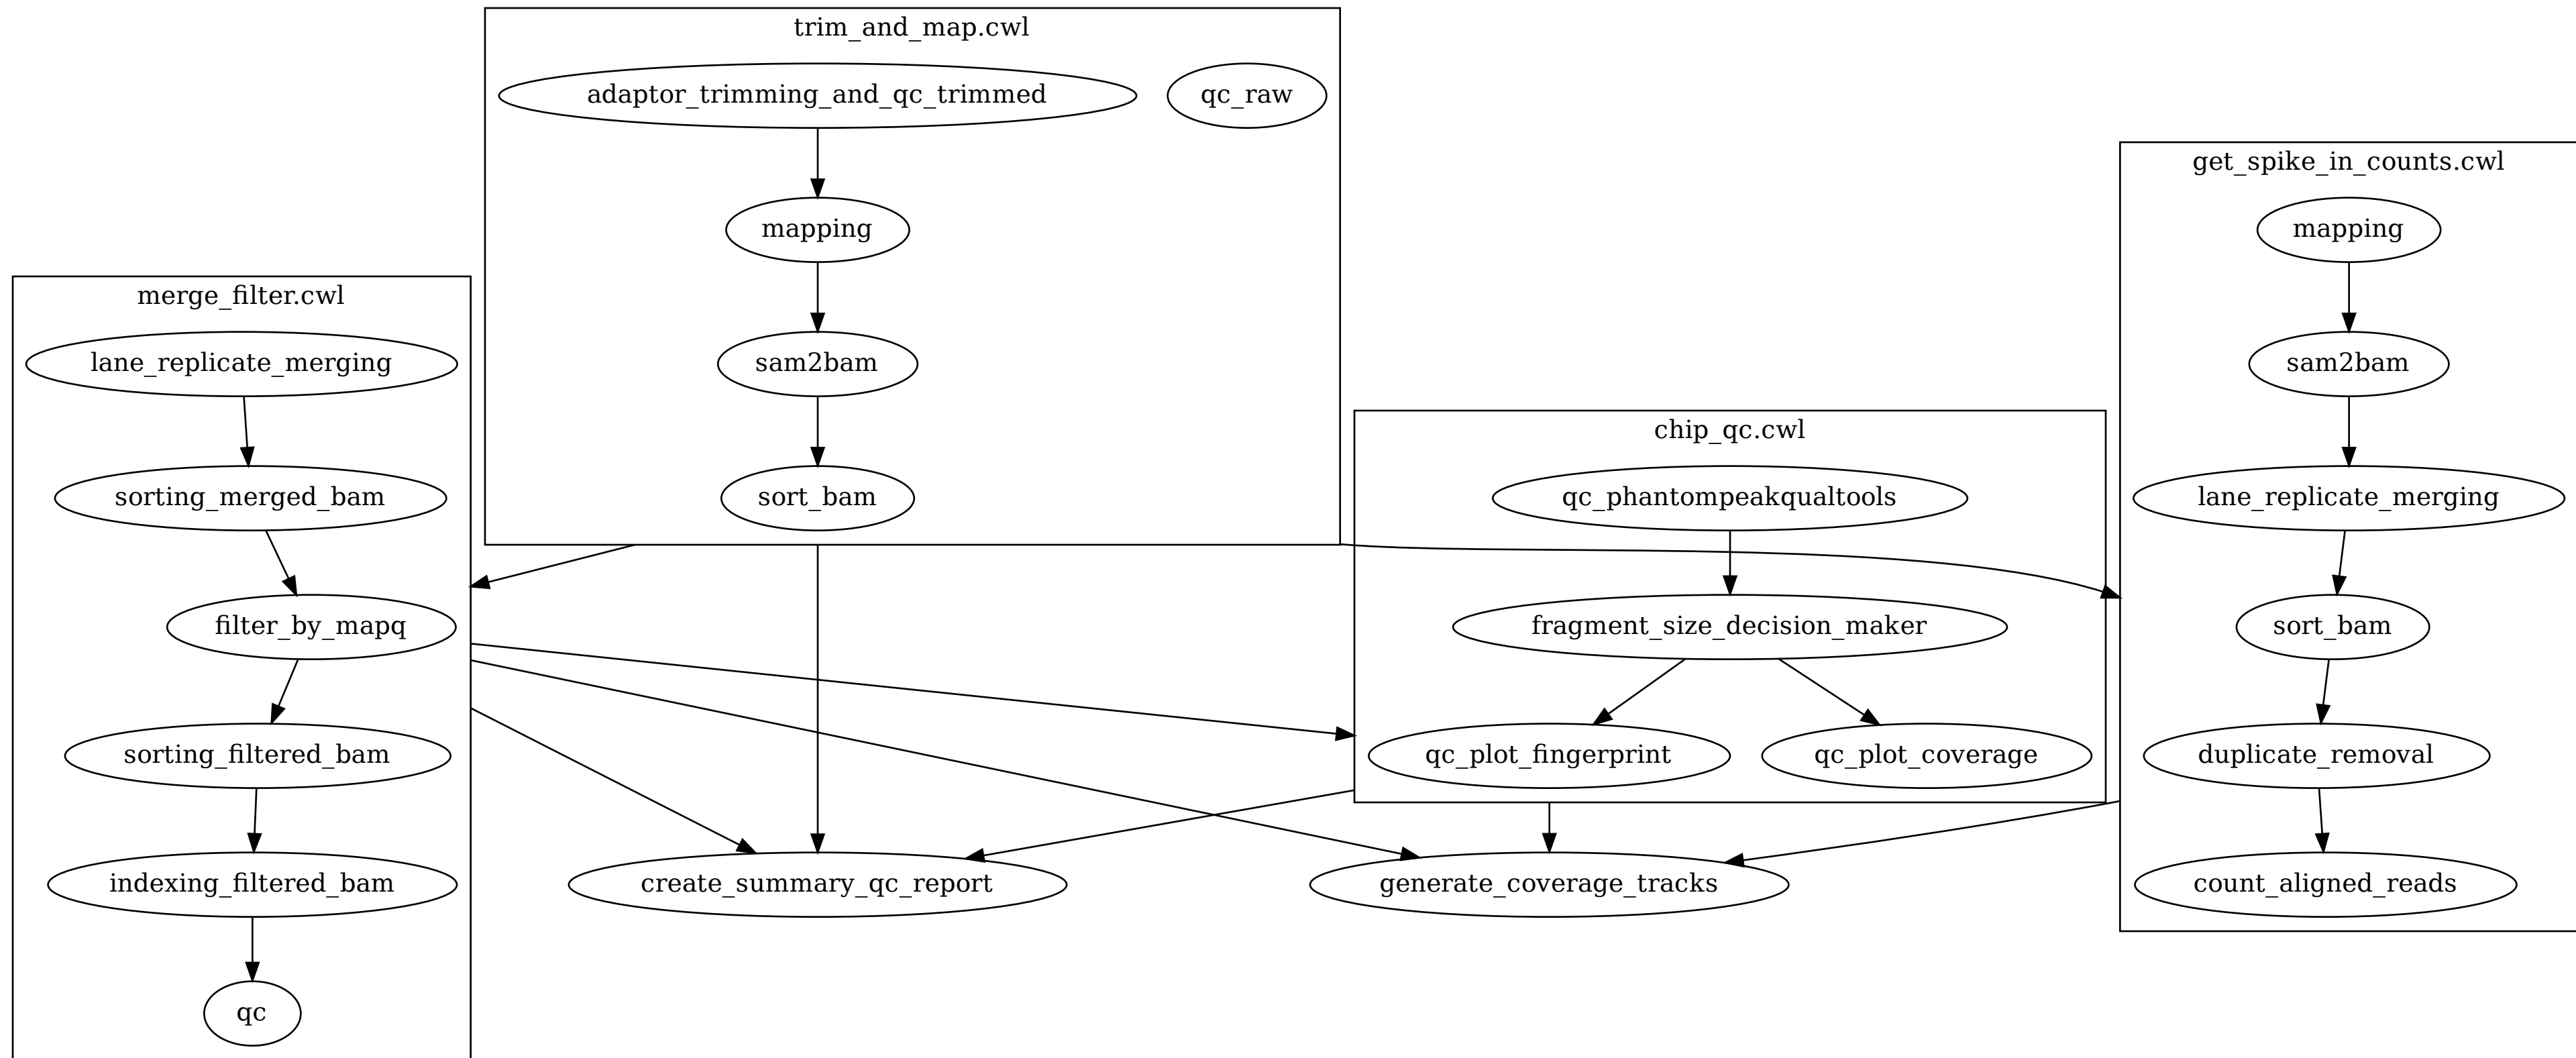 trim_and_map.cwl
adaptor_trimming_and_qc_trimmed
qc_raw
mapping
sam2bam
sort_bam
merge_filter.cwl
lane_replicate_merging
sorting_merged_bam
filter_by_mapq
sorting_filtered_bam
indexing_filtered_bam
qc
chip_qc.cwl
qc_phantompeakqualtools
fragment_size_decision_maker
qc_plot_fingerprint
qc_plot_coverage
get_spike_in_counts.cwl
mapping
sam2bam
lane_replicate_merging
sort_bam
duplicate_removal
count_aligned_reads
create_summary_qc_report
generate_coverage_tracks